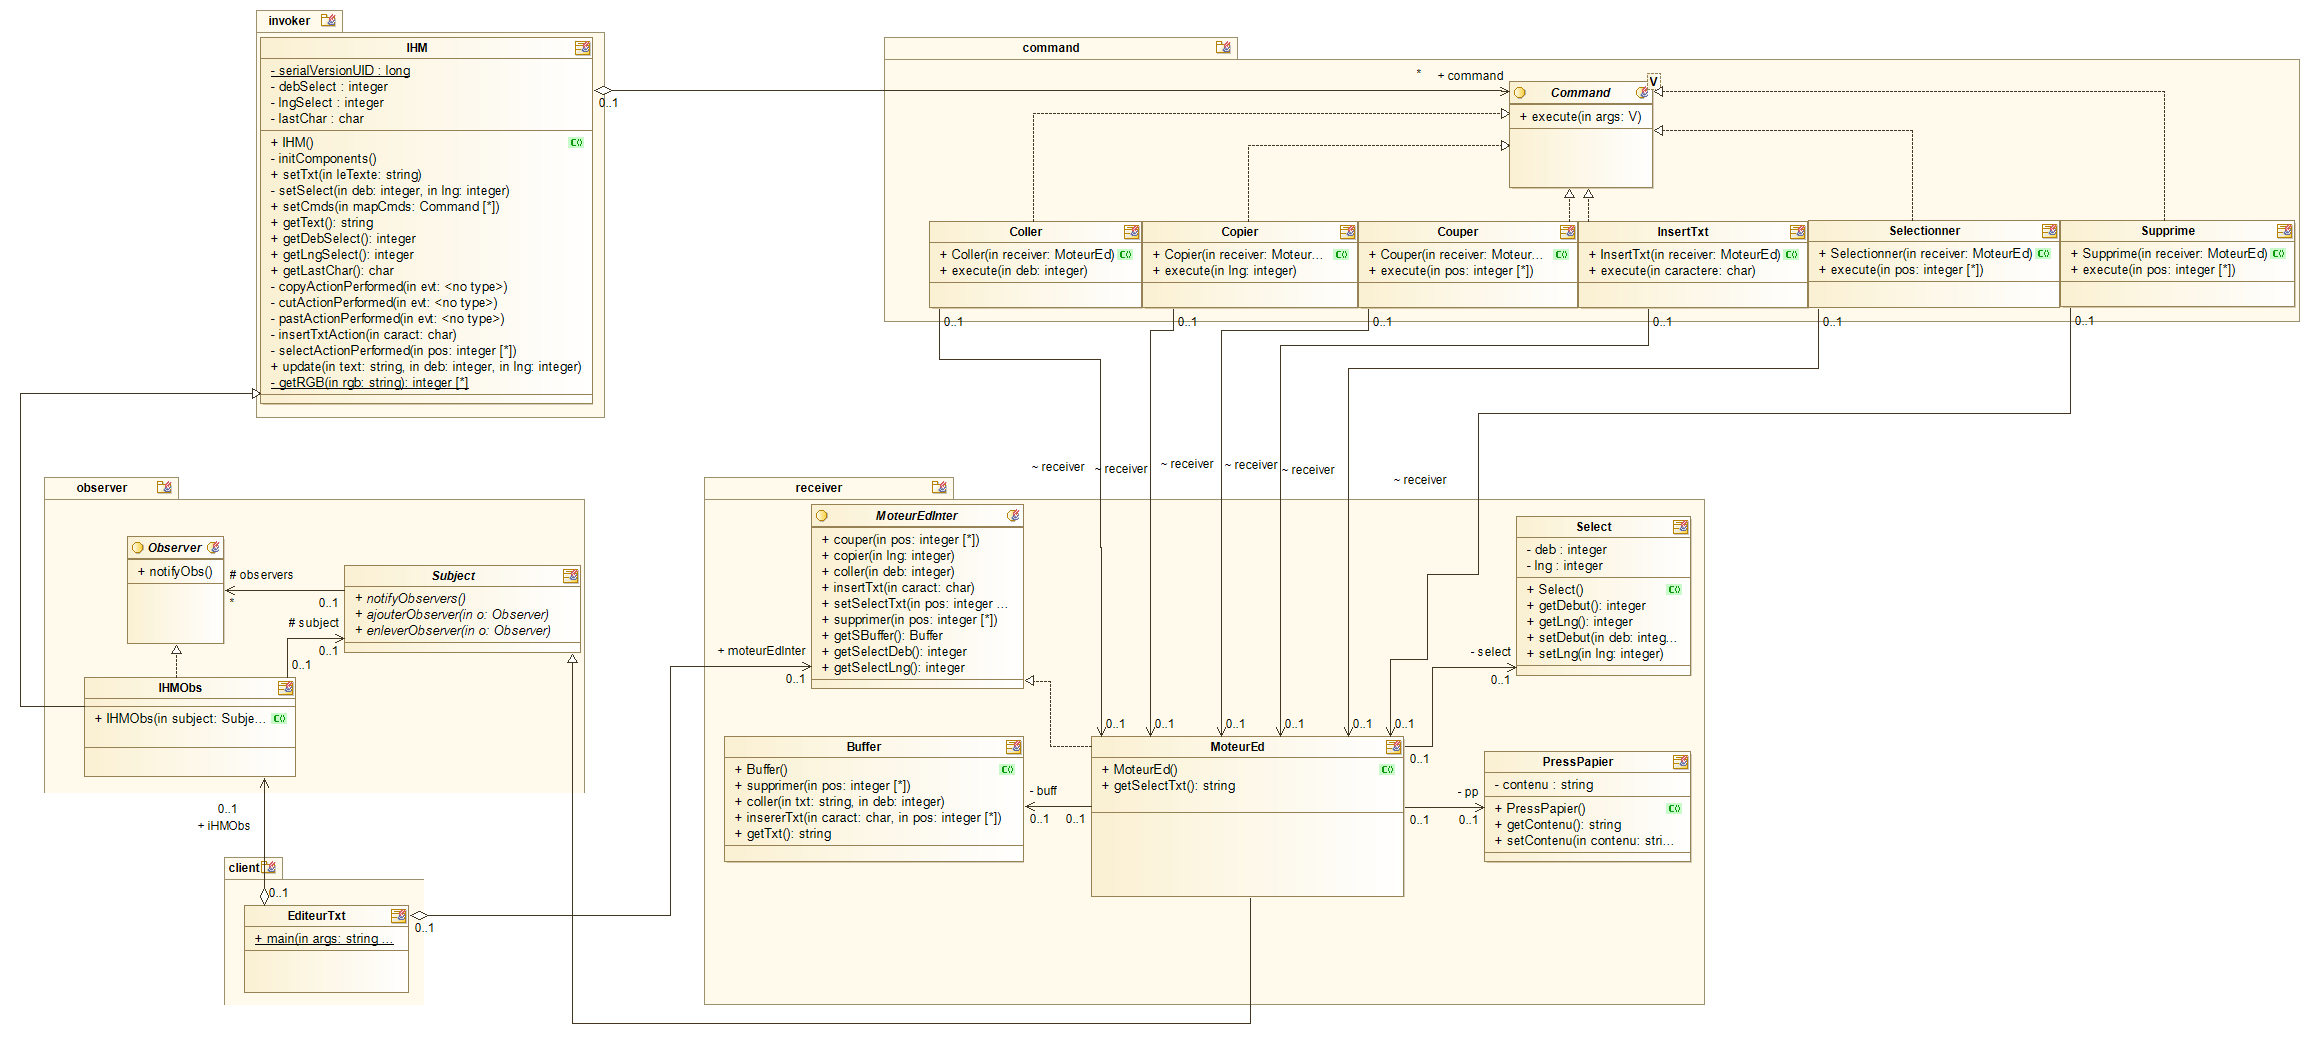 invoker
IHM
- serialVersionUID : long
- debSelect : integer
- lngSelect : integer
- lastChar : char
+ IHM()
- initComponents()
+ setTxt(in leTexte: string)
- setSelect(in deb: integer, in lng: integer)
+ setCmds(in mapCmds: Command [*])
+ getText(): string
+ getDebSelect(): integer
+ getLngSelect(): integer
+ getLastChar(): char
- copyActionPerformed(in evt: <no type>)
- cutActionPerformed(in evt: <no type>)
- pastActionPerformed(in evt: <no type>)
- insertTxtAction(in caract: char)
- selectActionPerformed(in pos: integer [*])
+ update(in text: string, in deb: integer, in lng: integer)
- getRGB(in rgb: string): integer [*]
0..1
* + command
command
V
Command
+ execute(in args: V)
Coller
+ Coller(in receiver: MoteurEd)
+ execute(in deb: integer)
0..1
Copier
+ Copier(in receiver: Moteur...
+ execute(in lng: integer)
0..1
Couper
+ Couper(in receiver: Moteur...
+ execute(in pos: integer [*])
0..1
InsertTxt
+ InsertTxt(in receiver: MoteurEd)
+ execute(in caractere: char)
0..1
Selectionner
+ Selectionner(in receiver: MoteurEd)
+ execute(in pos: integer [*])
0..1
Supprime
+ Supprime(in receiver: MoteurEd)
+ execute(in pos: integer [*])
0..1
~ receiver
~ receiver
~ receiver
~ receiver
~ receiver
~ receiver
observer
Observer
+ notifyObs()
# observers
*
0..1
Subject
+ notifyObservers()
+ ajouterObserver(in o: Observer)
+ enleverObserver(in o: Observer)
# subject
0..1
0..1
IHMObs
+ IHMObs(in subject: Subje...
0..1
+ iHMObs
client
0..1
EditeurTxt
+ main(in args: string ...
0..1
receiver
MoteurEdInter
+ couper(in pos: integer [*])
+ copier(in lng: integer)
+ coller(in deb: integer)
+ insertTxt(in caract: char)
+ setSelectTxt(in pos: integer ...
+ supprimer(in pos: integer [*])
+ getSBuffer(): Buffer
+ getSelectDeb(): integer
+ getSelectLng(): integer
+ moteurEdInter
0..1
Select
- deb : integer
- lng : integer
+ Select()
+ getDebut(): integer
+ getLng(): integer
+ setDebut(in deb: integ...
+ setLng(in lng: integer)
- select
0..1
0..1 0..1 0..1 0..1 0..1 0..1
Buffer
+ Buffer()
+ supprimer(in pos: integer [*])
+ coller(in txt: string, in deb: integer)
+ insererTxt(in caract: char, in pos: integer [*])
+ getTxt(): string
- buff
0..1 0..1
MoteurEd
+ MoteurEd()
+ getSelectTxt(): string
0..1
- pp
0..1 0..1
PressPapier
- contenu : string
+ PressPapier()
+ getContenu(): string
+ setContenu(in contenu: stri...